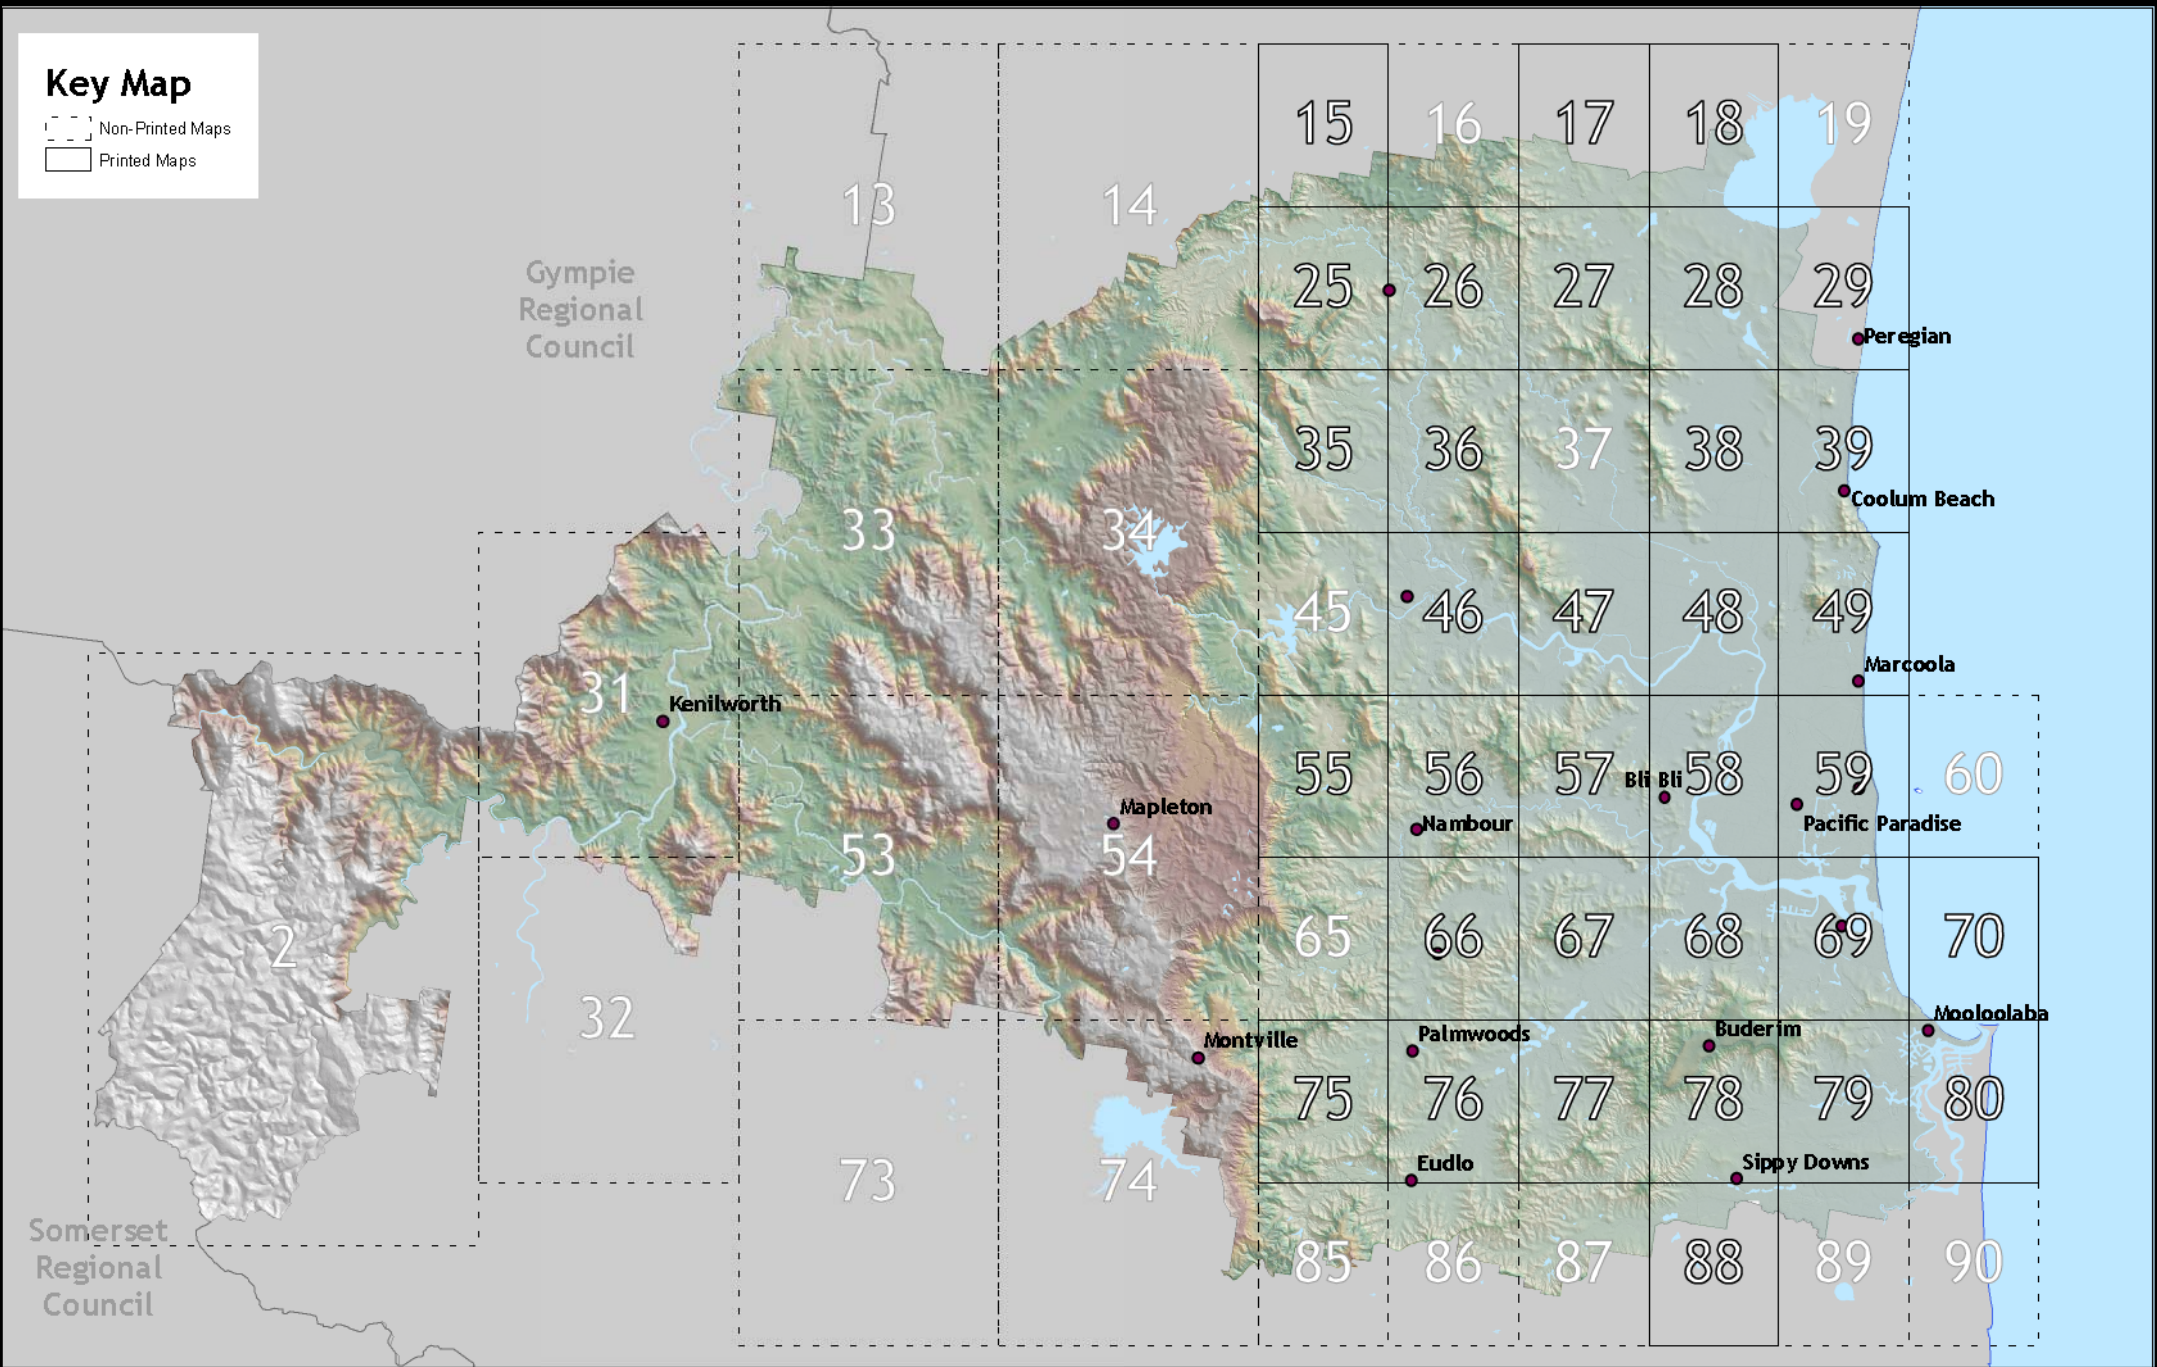 Key Map
Non-Printed Maps
Printed Maps
15 16 17 18 19
13 14
Gympie
Regional
Council
25 26 27 28 29
Peregian
35 36 37 38 39
Coolum Beach
33 34
45 46 47 48 49
Marcoola
31
Kenilworth
55 56 57 Bli Bli 58 59 60
Mapleton
Nambour
Pacific Paradise
53 54
2
65 66 67 68 69 70
32
Mooloolaba
Montville
Palmwoods
Buderim
75 76 77 78 79 80
Eudlo
Sippy Downs
73 74
Somerset
Regional
Council
85 86 87 88 89 90